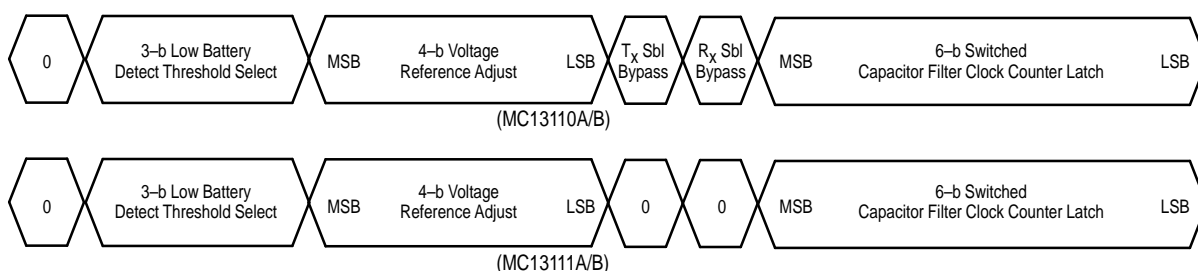 0
3–b Low Battery
Detect Threshold Select
MSB
4–b Voltage
Reference Adjust
LSB
Tx Sbl
Bypass
Rx Sbl
Bypass
MSB
6–b Switched
Capacitor Filter Clock Counter Latch
LSB
(MC13110A/B)
0
3–b Low Battery
Detect Threshold Select
MSB
4–b Voltage
Reference Adjust
LSB
0
0
MSB
6–b Switched
Capacitor Filter Clock Counter Latch
LSB
(MC13111A/B)